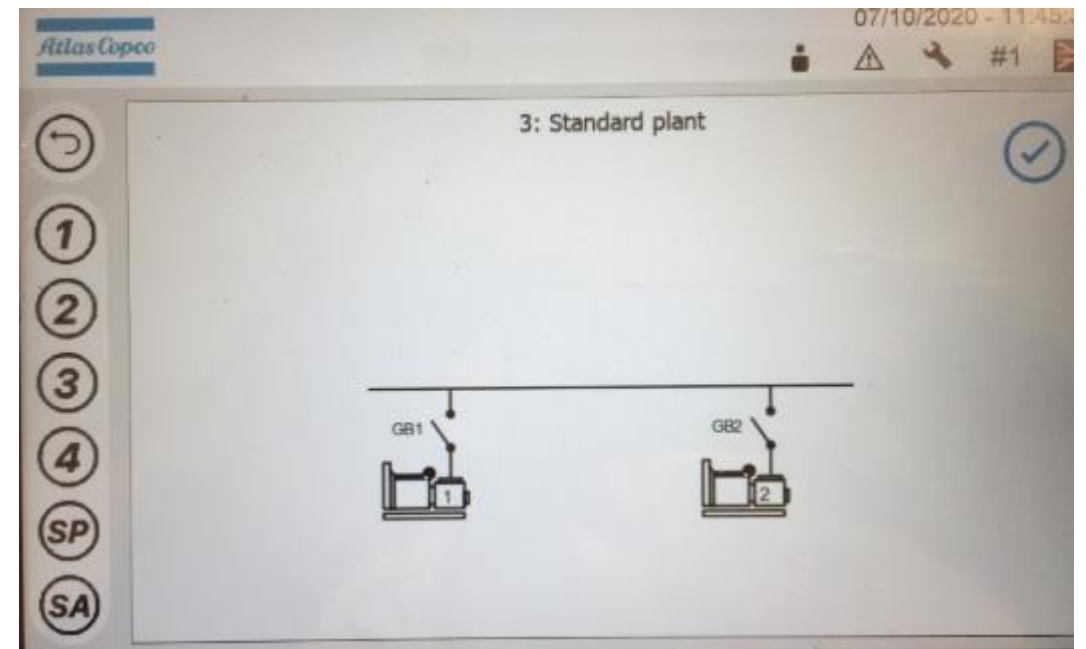 07/10/2020 - 11:45:
Atlas Copco
#1
3: Standard plant
1
2
3
4
SP
SA
GB1
GB2
1
2